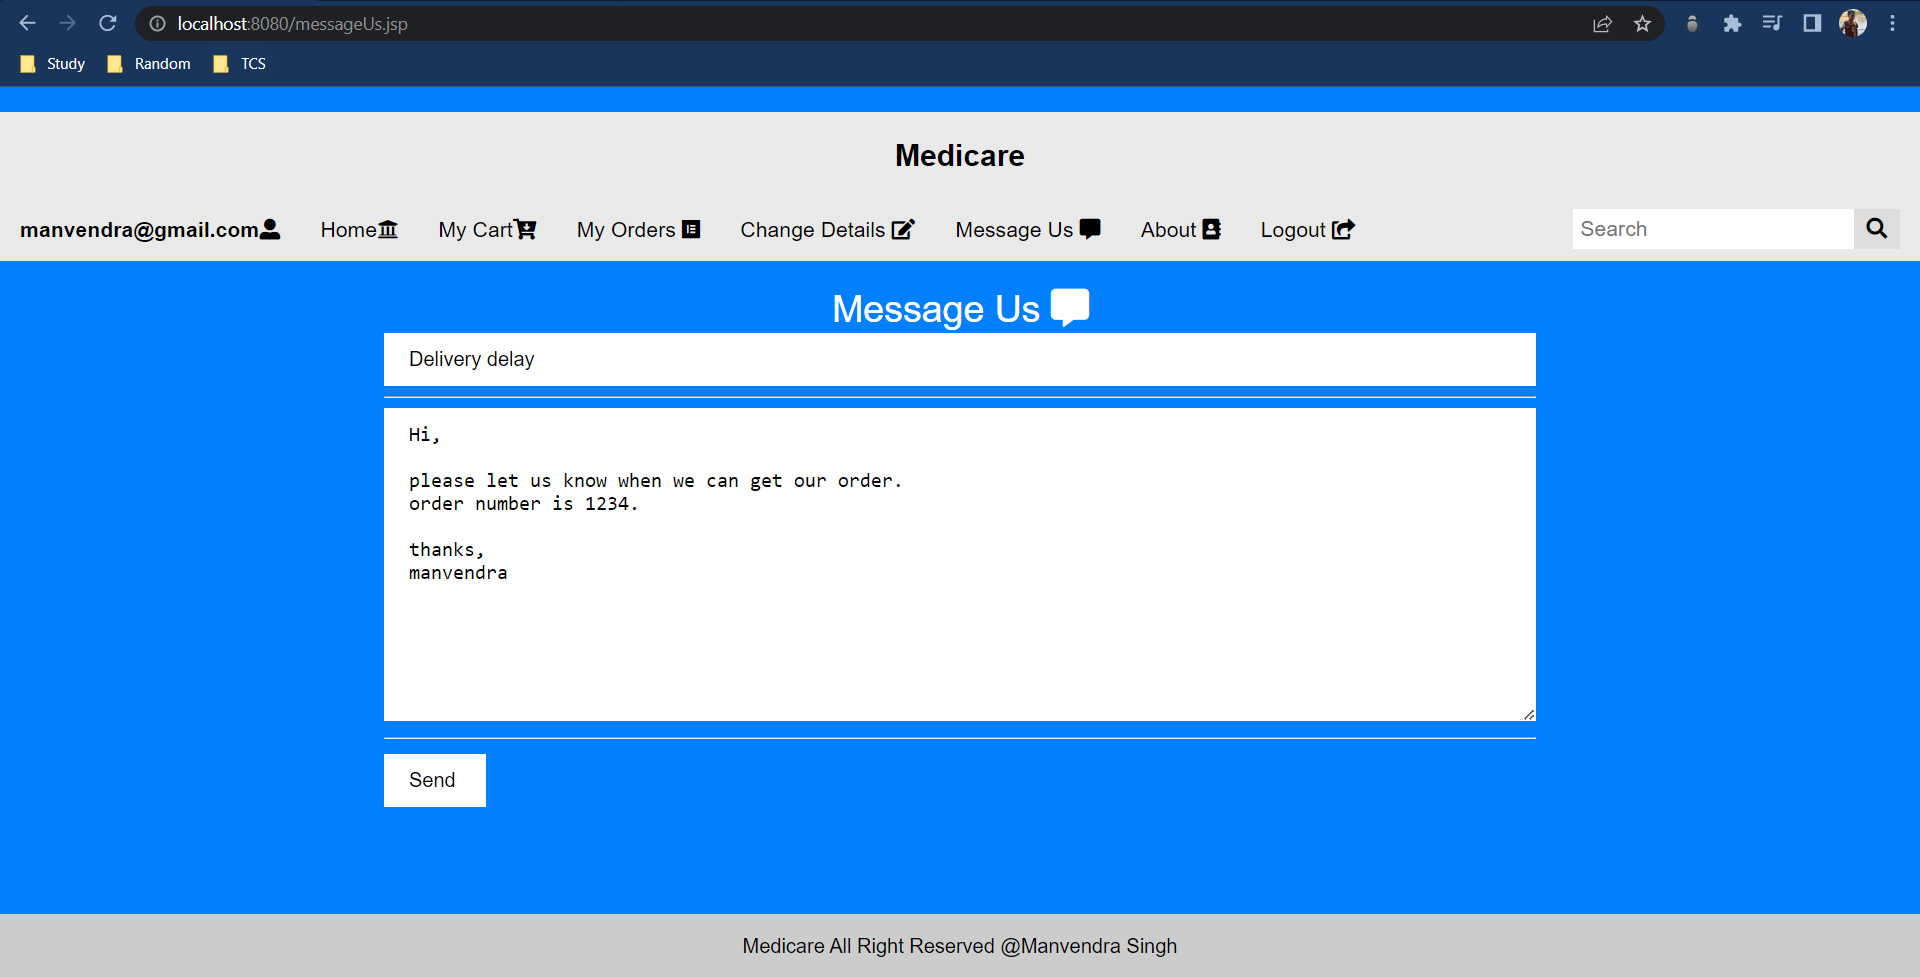 localhost:8080/messageUs.jsp
Study Random TCS
Medicare
manvendra@gmail.com Home My Cart My Orders Change Details Message Us About Logout Search
Message Us
Delivery delay
Hi,
please let us know when we can get our order.
order number is 1234.
thanks,
manvendra
Send
Medicare All Right Reserved @Manvendra Singh